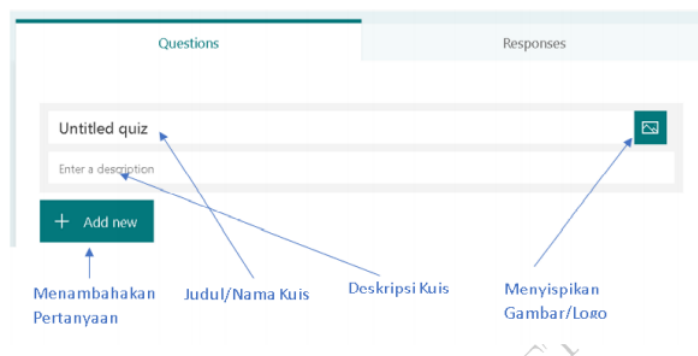 Questions
Responses
Untitled quiz
Enter a description
+ Add new
Menambahakan
Pertanyaan
Judul/Nama Kuis
Deskripsi Kuis
Menyispikan
Gambar/Logo